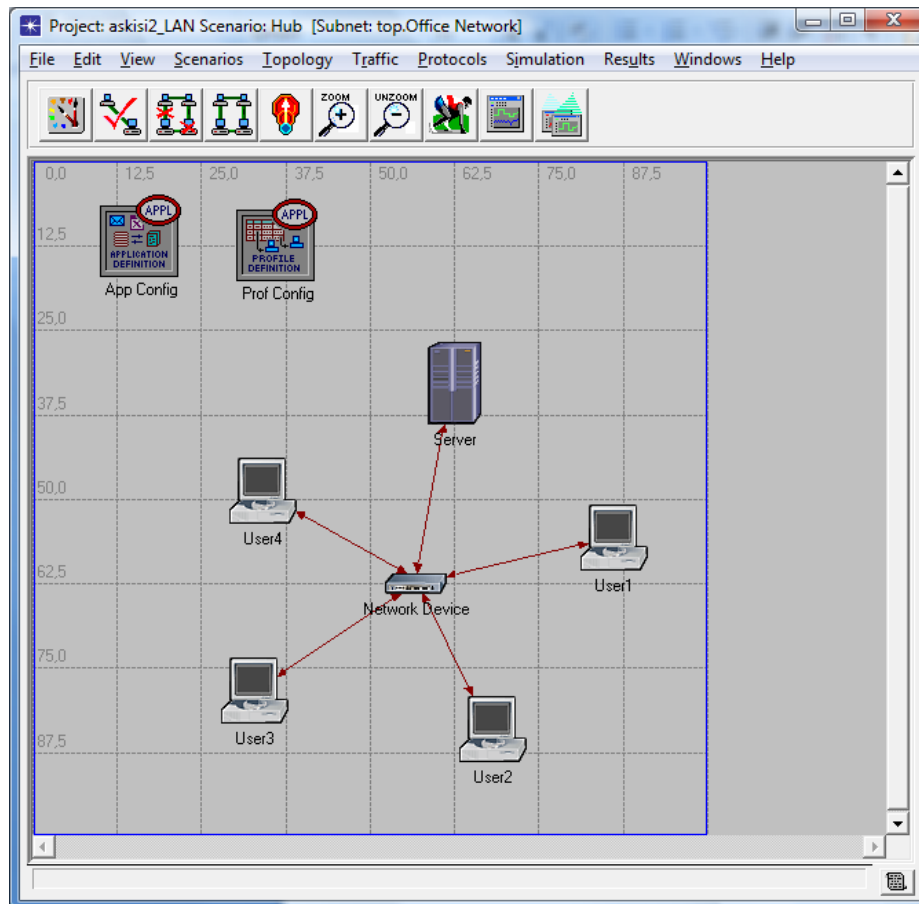 Project: askisi2_LAN Scenario: Hub [Subnet: top.Office Network]
File Edit View Scenarios Topology Traffic Protocols Simulation Results Windows Help
ZOOM UNZOOM
0,0 12,5 25,0 37,5 50,0 62,5 75,0 87,5
APPL APPL
12,5
APPLICATION DEFINITION
PROFILE DEFINITION
App Config Prof Config
25,0
37,5
Server
50,0
User4
User1
62,5
Network Device
75,0
User3
87,5
User2